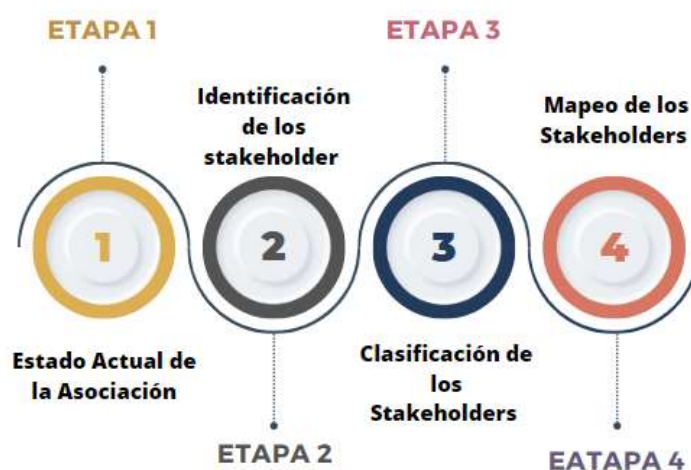 ETAPA 1
ETAPA 3
Identificación
de los
stakeholder
Mapeo de los
Stakeholders
1
2
3
4
Estado Actual de
la Asociación
Clasificación de
los
Stakeholders
ETAPA 2
EATAPA 4